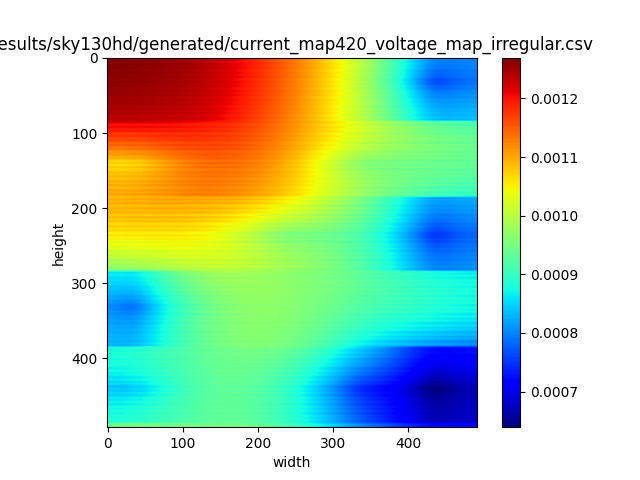 esults/sky130hd/generated/current_map420_voltage_map_irregular.csv
0
100
200
300
400
height
0 100 200 300 400
width
0.0012
0.0011
0.0010
0.0009
0.0008
0.0007